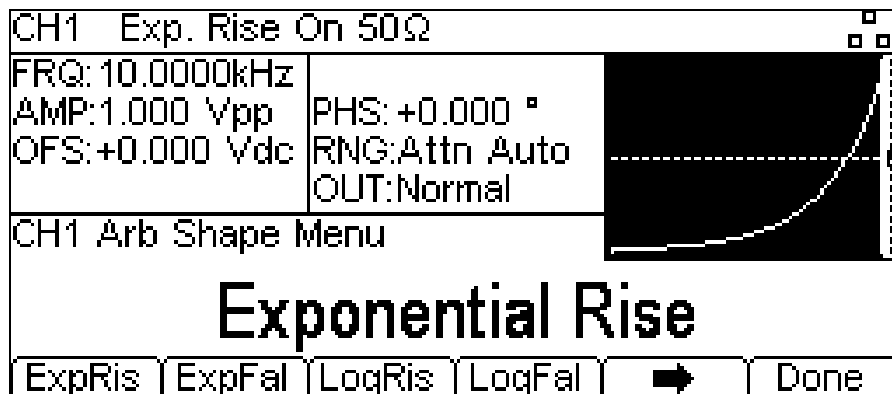 CH1 Exp. Rise On 50Ω
FRQ:10.0000kHz
AMP:1.000 Vpp
OFS:+0.000 Vdc
PHS:+0.000 °
RNG:Attn Auto
OUT:Normal
CH1 Arb Shape Menu
Exponential Rise
ExpRis ExpFal LogRis LogFal ➡ Done